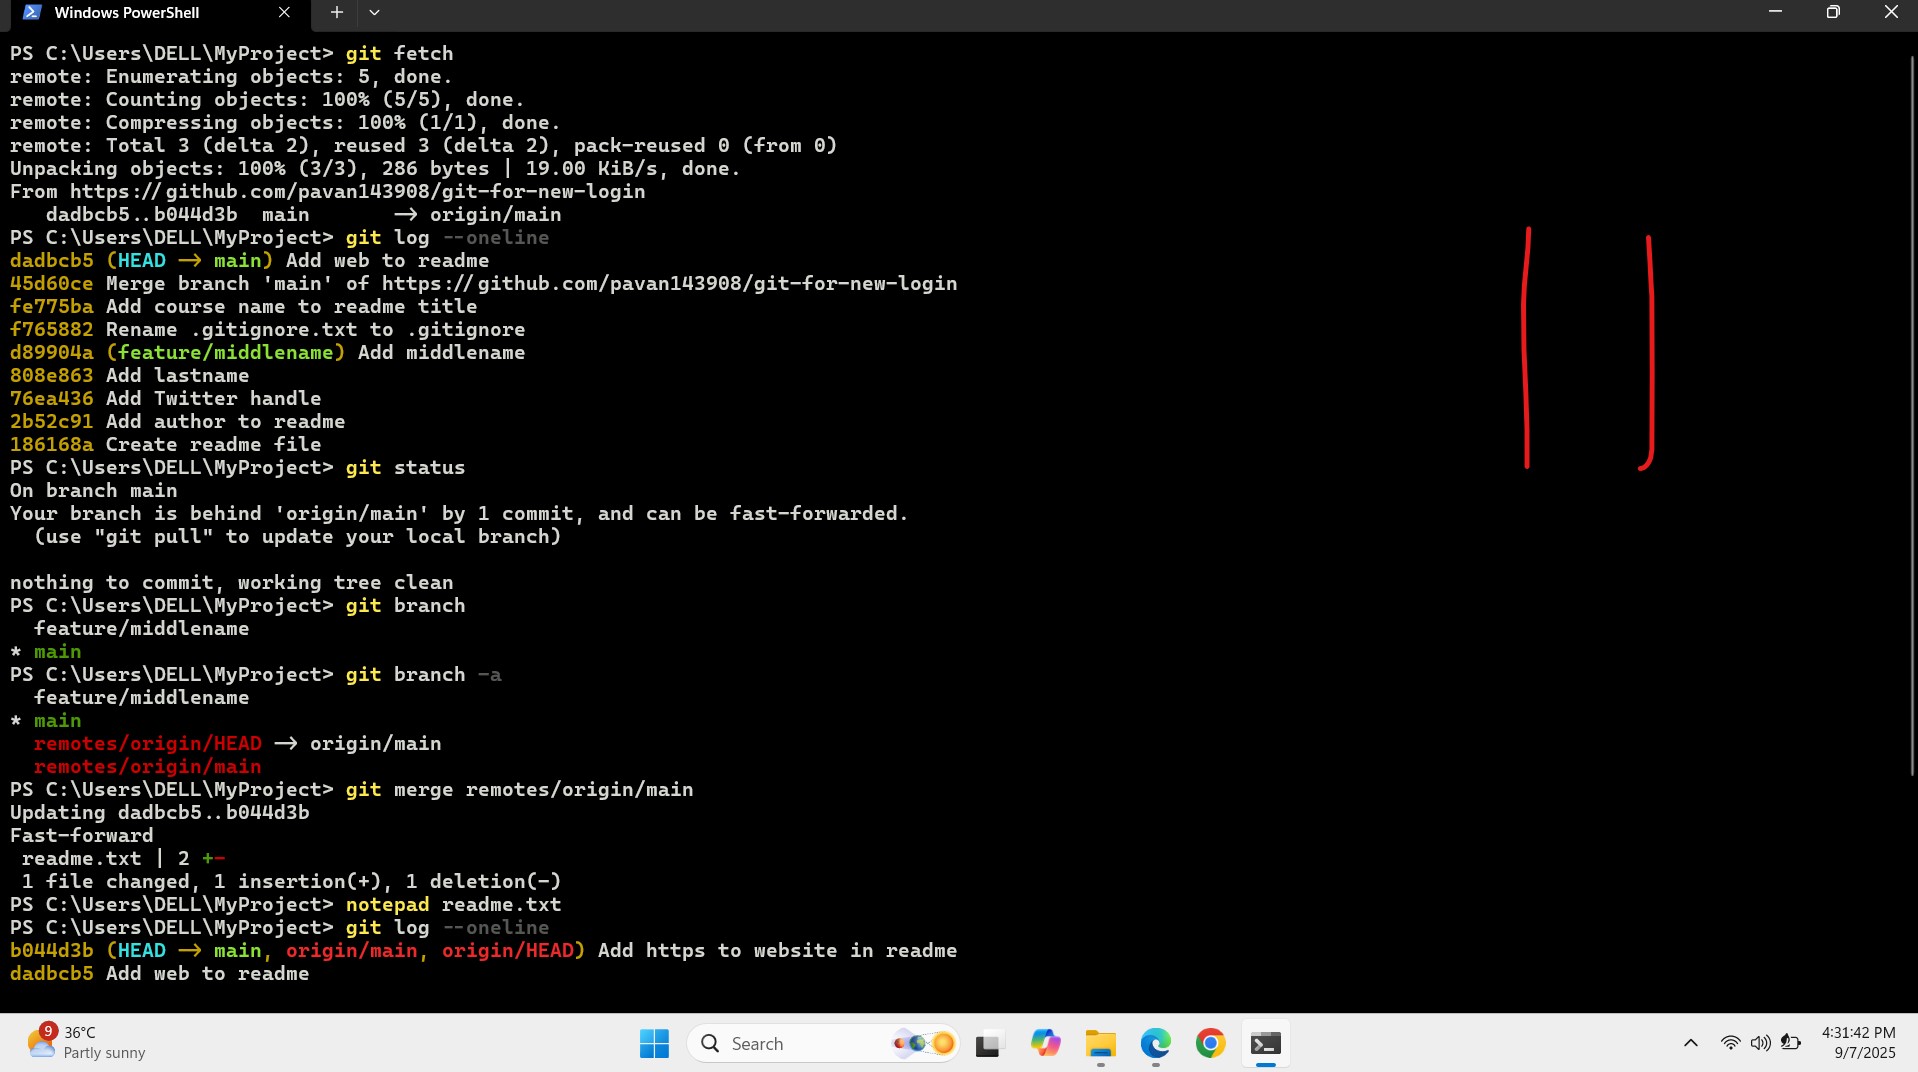 Windows PowerShell
PS C:\Users\DELL\MyProject> git fetch
remote: Enumerating objects: 5, done.
remote: Counting objects: 100% (5/5), done.
remote: Compressing objects: 100% (1/1), done.
remote: Total 3 (delta 2), reused 3 (delta 2), pack-reused 0 (from 0)
Unpacking objects: 100% (3/3), 286 bytes | 19.00 KiB/s, done.
From https://github.com/pavan143908/git-for-new-login
   dadbcb5..b044d3b  main       -> origin/main
PS C:\Users\DELL\MyProject> git log --oneline
dadbcb5 (HEAD -> main) Add web to readme
45d60ce Merge branch 'main' of https://github.com/pavan143908/git-for-new-login
fe775ba Add course name to readme title
f765882 Rename .gitignore.txt to .gitignore
d89904a (feature/middlename) Add middlename
808e863 Add lastname
76ea436 Add Twitter handle
2b52c91 Add author to readme
186168a Create readme file
PS C:\Users\DELL\MyProject> git status
On branch main
Your branch is behind 'origin/main' by 1 commit, and can be fast-forwarded.
  (use "git pull" to update your local branch)
nothing to commit, working tree clean
PS C:\Users\DELL\MyProject> git branch
  feature/middlename
* main
PS C:\Users\DELL\MyProject> git branch -a
  feature/middlename
* main
  remotes/origin/HEAD -> origin/main
  remotes/origin/main
PS C:\Users\DELL\MyProject> git merge remotes/origin/main
Updating dadbcb5..b044d3b
Fast-forward
 readme.txt | 2 +-
 1 file changed, 1 insertion(+), 1 deletion(-)
PS C:\Users\DELL\MyProject> notepad readme.txt
PS C:\Users\DELL\MyProject> git log --oneline
b044d3b (HEAD -> main, origin/main, origin/HEAD) Add https to website in readme
dadbcb5 Add web to readme
9
36°C
Partly sunny
Search
4:31:42 PM
9/7/2025